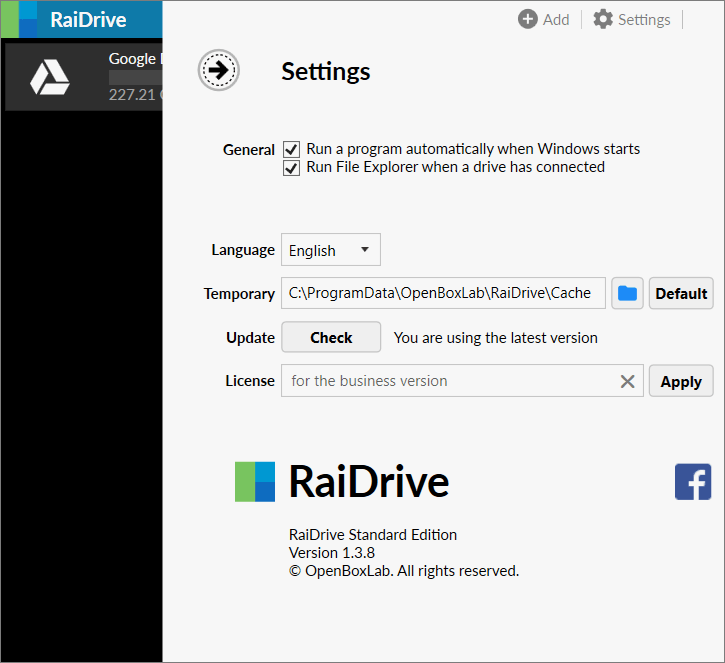 RaiDrive
Add
Settings
Google
227.21
Settings
General
Run a program automatically when Windows starts
Run File Explorer when a drive has connected
Language
English
Temporary
C:\ProgramData\OpenBoxLab\RaiDrive\Cache
Default
Update
Check
You are using the latest version
License
for the business version
Apply
RaiDrive
RaiDrive Standard Edition
Version 1.3.8
© OpenBoxLab. All rights reserved.